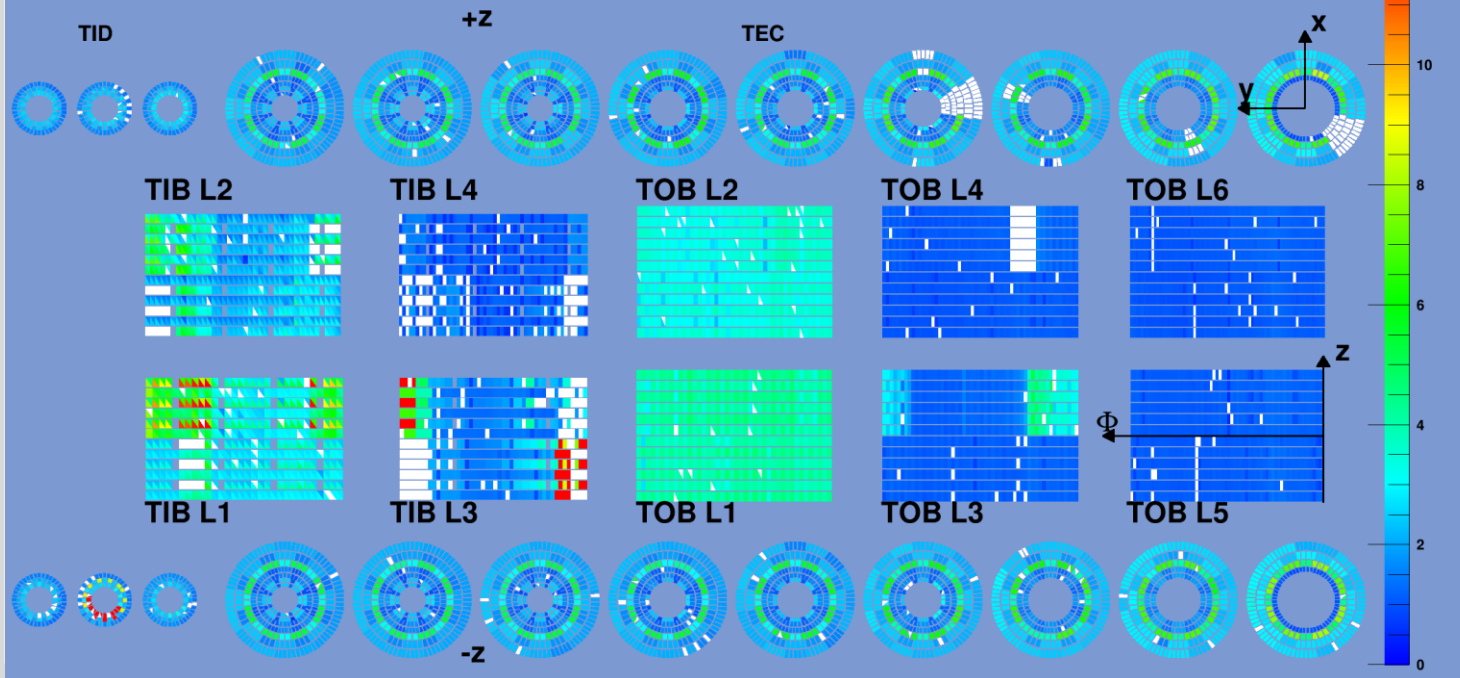 +z
TID
TEC
x
y
10
TIB L2
TIB L4
TOB L2
TOB L4
TOB L6
8
6
z
4
Φ
TIB L1
TIB L3
TOB L1
TOB L3
TOB L5
2
-z
0